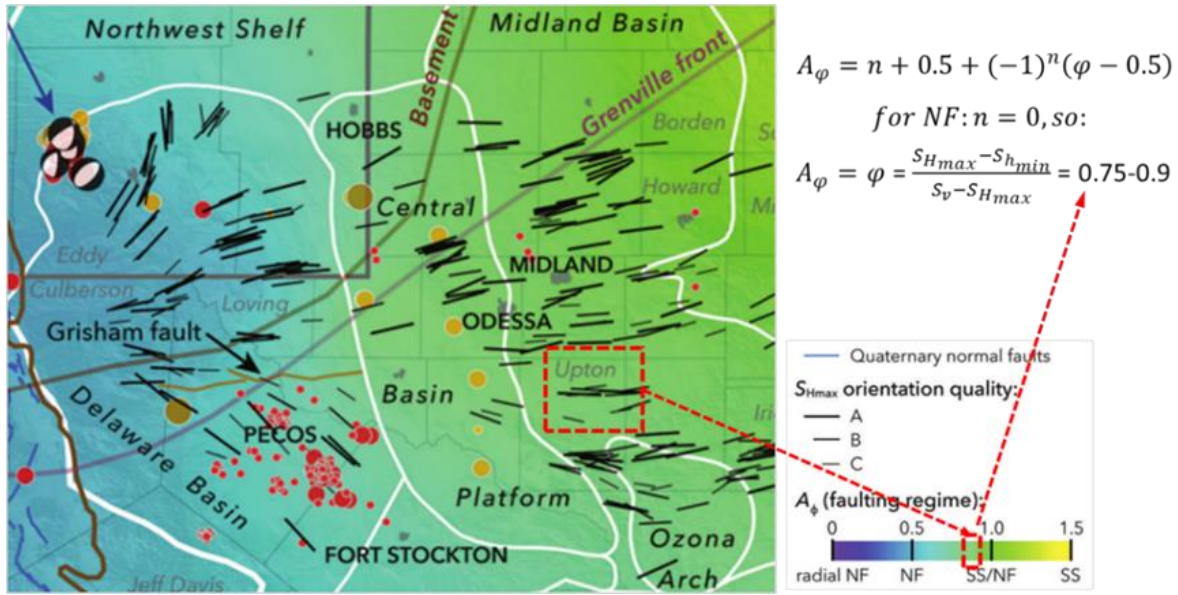 Northwest Shelf
Midland Basin
Basement
Grenville front
HOBBS
Borden
Howard
Central
Eddy
Culberson
Loving
MIDLAND
Grisham fault
ODESSA
Upton
Basin
Delaware Basin
PECOS
Platform
FORT STOCKTON
Ozona
Arch
Jeff Davis
A_φ = n + 0.5 + (−1)^n(φ − 0.5)
for NF: n = 0, so:
A_φ = φ = (S_Hmax − S_hmin)/(S_v − S_Hmax) = 0.75-0.9
Quaternary normal faults
S_Hmax orientation quality:
A
B
C
A_ϕ (faulting regime):
0 0.5 1.0 1.5
radial NF NF SS/NF SS